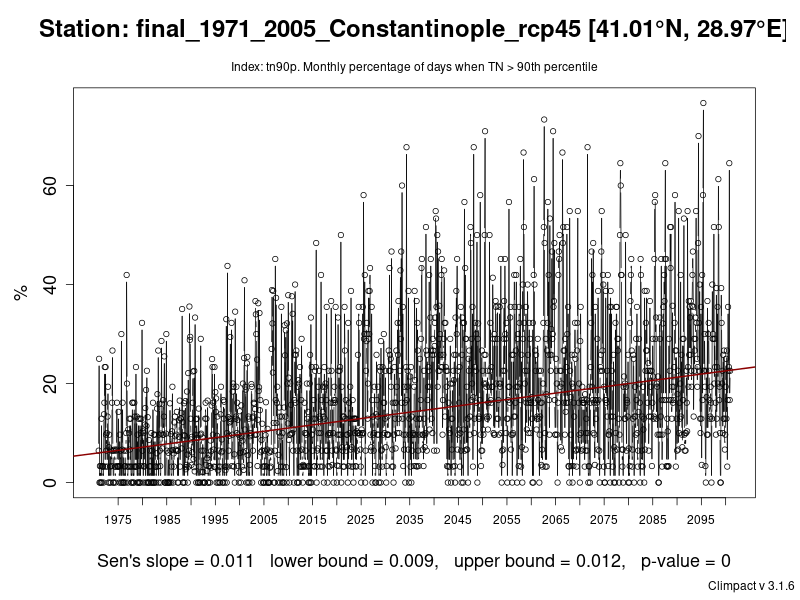 Station: final_1971_2005_Constantinople_rcp45 [41.01°N, 28.97°E]
Index: tn90p. Monthly percentage of days when TN > 90th percentile
%
60
40
20
0
1975 1985 1995 2005 2015 2025 2035 2045 2055 2065 2075 2085 2095
Sen's slope = 0.011 lower bound = 0.009, upper bound = 0.012, p-value = 0
Climpact v 3.1.6